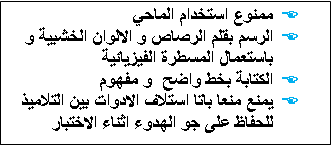 ممنوع استخدام الماحي
الرسم بقلم الرصاص و الالوان الخشبية و
باستعمال المسطرة الفيزيائية
الكتابة بخط واضح و مفهوم
يمنع منعا باتا استلاف الادوات بين التلاميذ
للحفاظ على جو الهدوء اثناء الاختبار